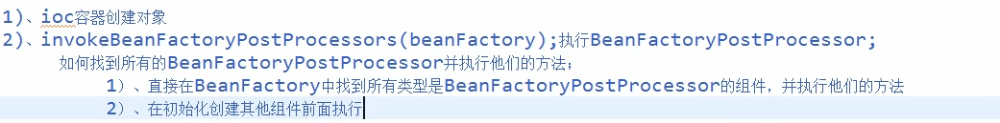 1)、ioc容器创建对象
2)、invokeBeanFactoryPostProcessors(beanFactory);执行BeanFactoryPostProcessor;
如何找到所有的BeanFactoryPostProcessor并执行他们的方法;
1)、直接在BeanFactory中找到所有类型是BeanFactoryPostProcessor的组件，并执行他们的方法
2)、在初始化创建其他组件前面执行